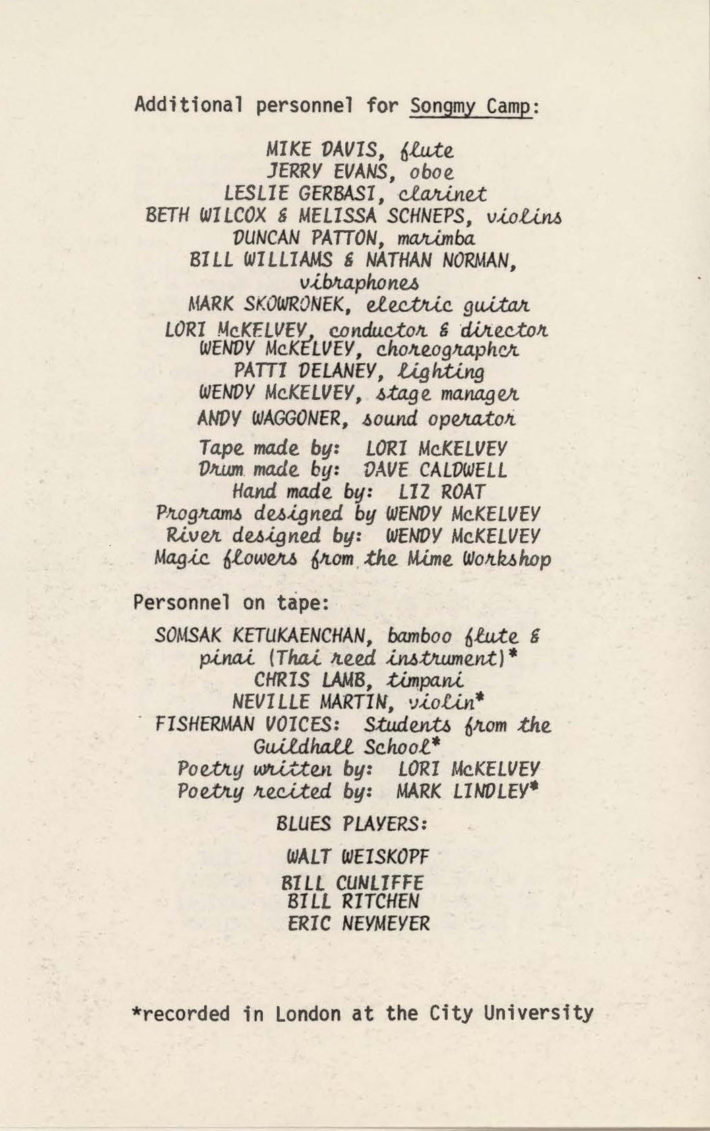 Additional personnel for Songmy Camp:
MIKE DAVIS, flute
JERRY EVANS, oboe
LESLIE GERBASI, clarinet
BETH WILCOX & MELISSA SCHNEPS, violins
DUNCAN PATTON, marimba
BILL WILLIAMS & NATHAN NORMAN,
vibraphones
MARK SKOWRONEK, electric guitar
LORI McKELVEY, conductor & director
WENDY McKELVEY, choreographer
PATTI DELANEY, lighting
WENDY McKELVEY, stage manager
ANDY WAGGONER, sound operator
Tape made by: LORI McKELVEY
Drum made by: DAVE CALDWELL
Hand made by: LIZ ROAT
Programs designed by WENDY McKELVEY
River designed by: WENDY McKELVEY
Magic flowers from the Mime Workshop
Personnel on tape:
SOMSAK KETUKAENCHAN, bamboo flute &
pinai (Thai reed instrument)*
CHRIS LAMB, timpani
NEVILLE MARTIN, violin*
FISHERMAN VOICES: Students from the
Guildhall School*
Poetry written by: LORI McKELVEY
Poetry recited by: MARK LINDLEY*
BLUES PLAYERS:
WALT WEISKOPF
BILL CUNLIFFE
BILL RITCHEN
ERIC NEYMEYER
*recorded in London at the City University